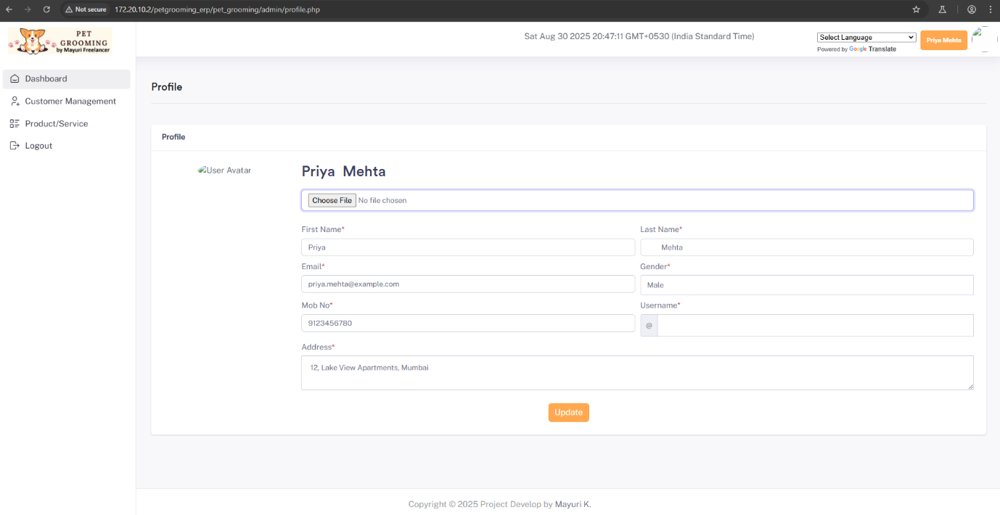 Not secure 172.20.10.2/petgrooming_erp/pet_grooming/admin/profile.php
PET
GROOMING
by Mayuri Freelancer
Sat Aug 30 2025 20:47:11 GMT+0530 (India Standard Time)
Select Language
Powered by Google Translate
Priya Mehta
Dashboard
Customer Management
Product/Service
Logout
Profile
Profile
User Avatar
Priya Mehta
Choose File No file chosen
First Name* Last Name*
Priya Mehta
Email* Gender*
priya.mehta@example.com Male
Mob No* Username*
9123456780 @
Address*
12, Lake View Apartments, Mumbai
Update
Copyright © 2025 Project Develop by Mayuri K.